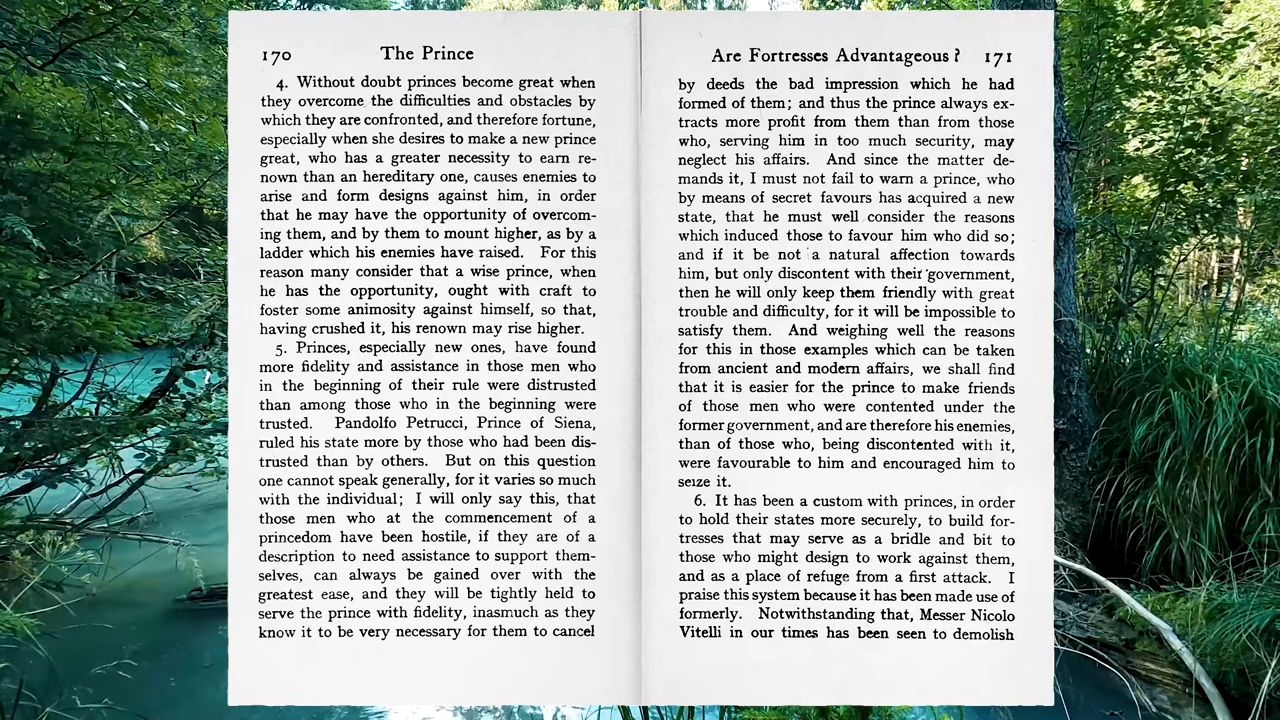 170 The Prince
4. Without doubt princes become great when
they overcome the difficulties and obstacles by
which they are confronted, and therefore fortune,
especially when she desires to make a new prince
great, who has a greater necessity to earn re-
nown than an hereditary one, causes enemies to
arise and form designs against him, in order
that he may have the opportunity of overcom-
ing them, and by them to mount higher, as by a
ladder which his enemies have raised. For this
reason many consider that a wise prince, when
he has the opportunity, ought with craft to
foster some animosity against himself, so that,
having crushed it, his renown may rise higher.
5. Princes, especially new ones, have found
more fidelity and assistance in those men who
in the beginning of their rule were distrusted
than among those who in the beginning were
trusted. Pandolfo Petrucci, Prince of Siena,
ruled his state more by those who had been dis-
trusted than by others. But on this question
one cannot speak generally, for it varies so much
with the individual; I will only say this, that
those men who at the commencement of a
princedom have been hostile, if they are of a
description to need assistance to support them-
selves, can always be gained over with the
greatest ease, and they will be tightly held to
serve the prince with fidelity, inasmuch as they
know it to be very necessary for them to cancel
Are Fortresses Advantageous? 171
by deeds the bad impression which he had
formed of them; and thus the prince always ex-
tracts more profit from them than from those
who, serving him in too much security, may
neglect his affairs. And since the matter de-
mands it, I must not fail to warn a prince, who
by means of secret favours has acquired a new
state, that he must well consider the reasons
which induced those to favour him who did so;
and if it be not a natural affection towards
him, but only discontent with their government,
then he will only keep them friendly with great
trouble and difficulty, for it will be impossible to
satisfy them. And weighing well the reasons
for this in those examples which can be taken
from ancient and modern affairs, we shall find
that it is easier for the prince to make friends
of those men who were contented under the
former government, and are therefore his enemies,
than of those who, being discontented with it,
were favourable to him and encouraged him to
seize it.
6. It has been a custom with princes, in order
to hold their states more securely, to build for-
tresses that may serve as a bridle and bit to
those who might design to work against them,
and as a place of refuge from a first attack. I
praise this system because it has been made use of
formerly. Notwithstanding that, Messer Nicolo
Vitelli in our times has been seen to demolish